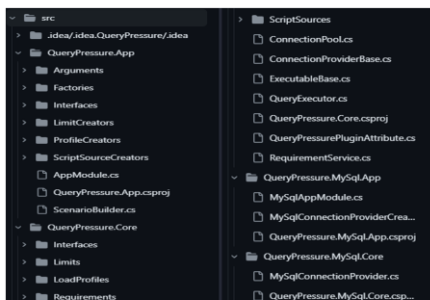 src
.idea/.idea.QueryPressure/.idea
QueryPressure.App
Arguments
Factories
Interfaces
LimitCreators
ProfileCreators
ScriptSourceCreators
AppModule.cs
QueryPressure.App.csproj
ScenarioBuilder.cs
QueryPressure.Core
Interfaces
Limits
LoadProfiles
Requirements
ScriptSources
ConnectionPool.cs
ConnectionProviderBase.cs
ExecutableBase.cs
QueryExecutor.cs
QueryPressure.Core.csproj
QueryPressurePluginAttribute.cs
RequirementService.cs
QueryPressure.MySql.App
MySqlAppModule.cs
MySqlConnectionProviderCrea...
QueryPressure.MySql.App.csproj
QueryPressure.MySql.Core
MySqlConnectionProvider.cs
QueryPressure.MySql.Core.csp...